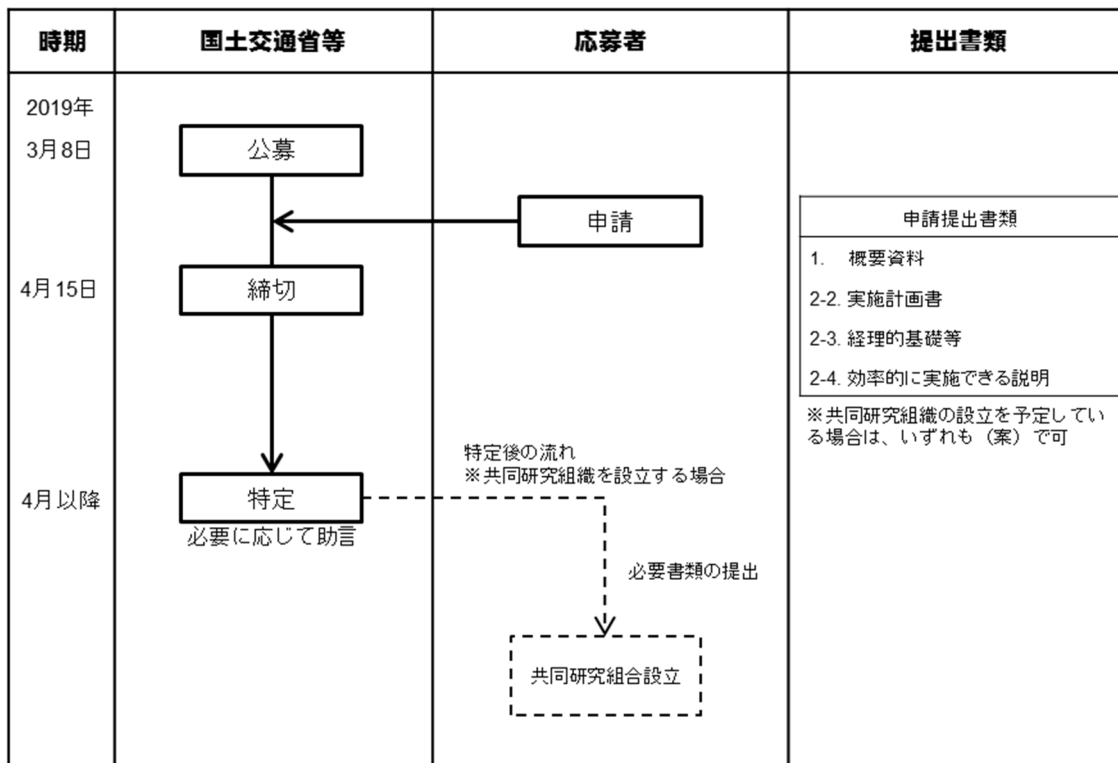 時期
国土交通省等
応募者
提出書類
2019年
3月8日
公募
申請
申請提出書類
1. 概要資料
2-2. 実施計画書
2-3. 経理的基礎等
2-4. 効率的に実施できる説明
※共同研究組織の設立を予定してい
る場合は、いずれも（案）で可
4月15日
締切
特定後の流れ
※共同研究組織を設立する場合
4月以降
特定
必要に応じて助言
必要書類の提出
共同研究組合設立